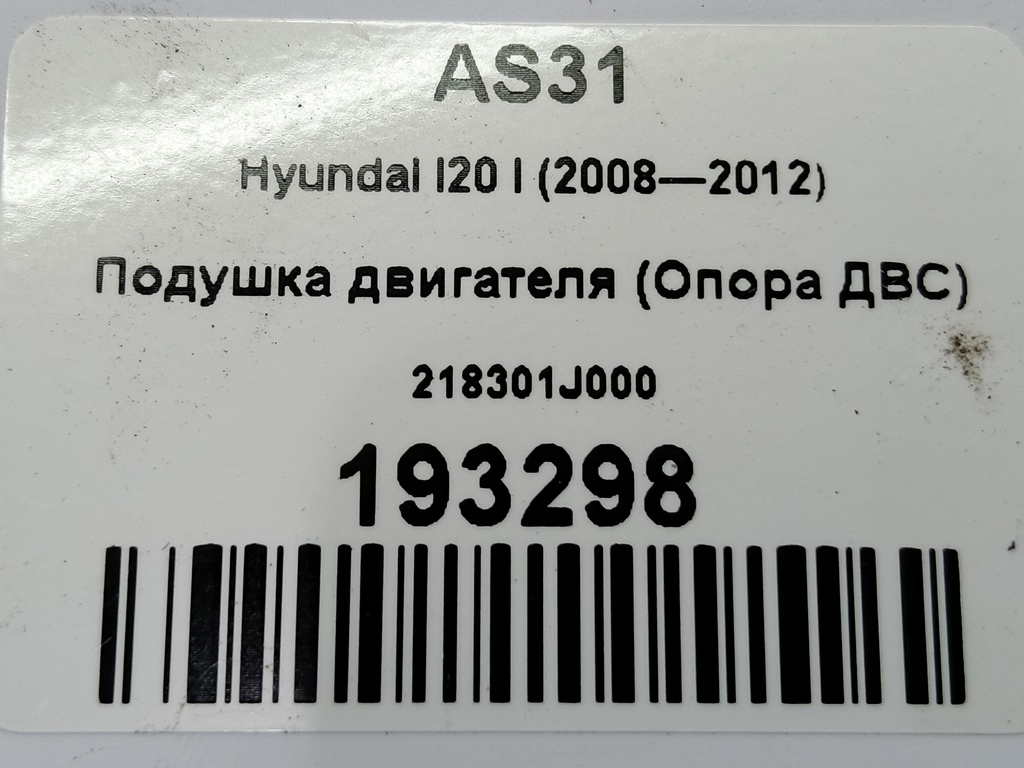 AS31
Hyundai I20 I (2008—2012)
Подушка двигателя (Опора ДВС)
218301J000
193298